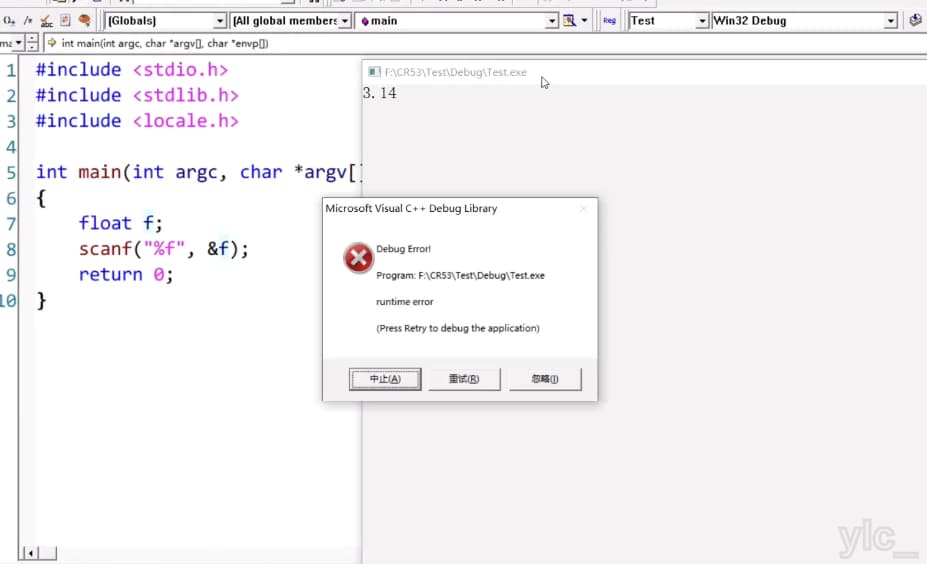 (Globals) (All global members main Reg Test Win32 Debug
int main(int argc, char *argv[], char *envp[])
1 #include <stdio.h>
2 #include <stdlib.h>
3 #include <locale.h>
4
5 int main(int argc, char *argv[]
6 {
7 float f;
8 scanf("%f", &f);
9 return 0;
10 }
F:\CR53\Test\Debug\Test.exe
3.14
Microsoft Visual C++ Debug Library
Debug Error!
Program: F:\CR53\Test\Debug\Test.exe
runtime error
(Press Retry to debug the application)
中止(A) 重试(R) 忽略(I)
ylc_